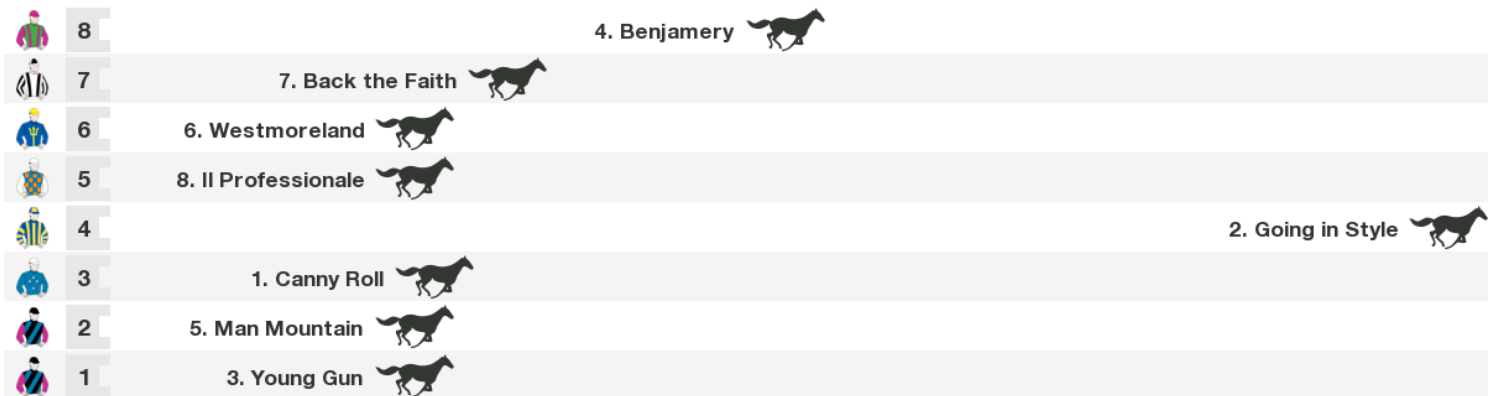 8 4. Benjamery
7 7. Back the Faith
6 6. Westmoreland
5 8. Il Professionale
4 2. Going in Style
3 1. Canny Roll
2 5. Man Mountain
1 3. Young Gun